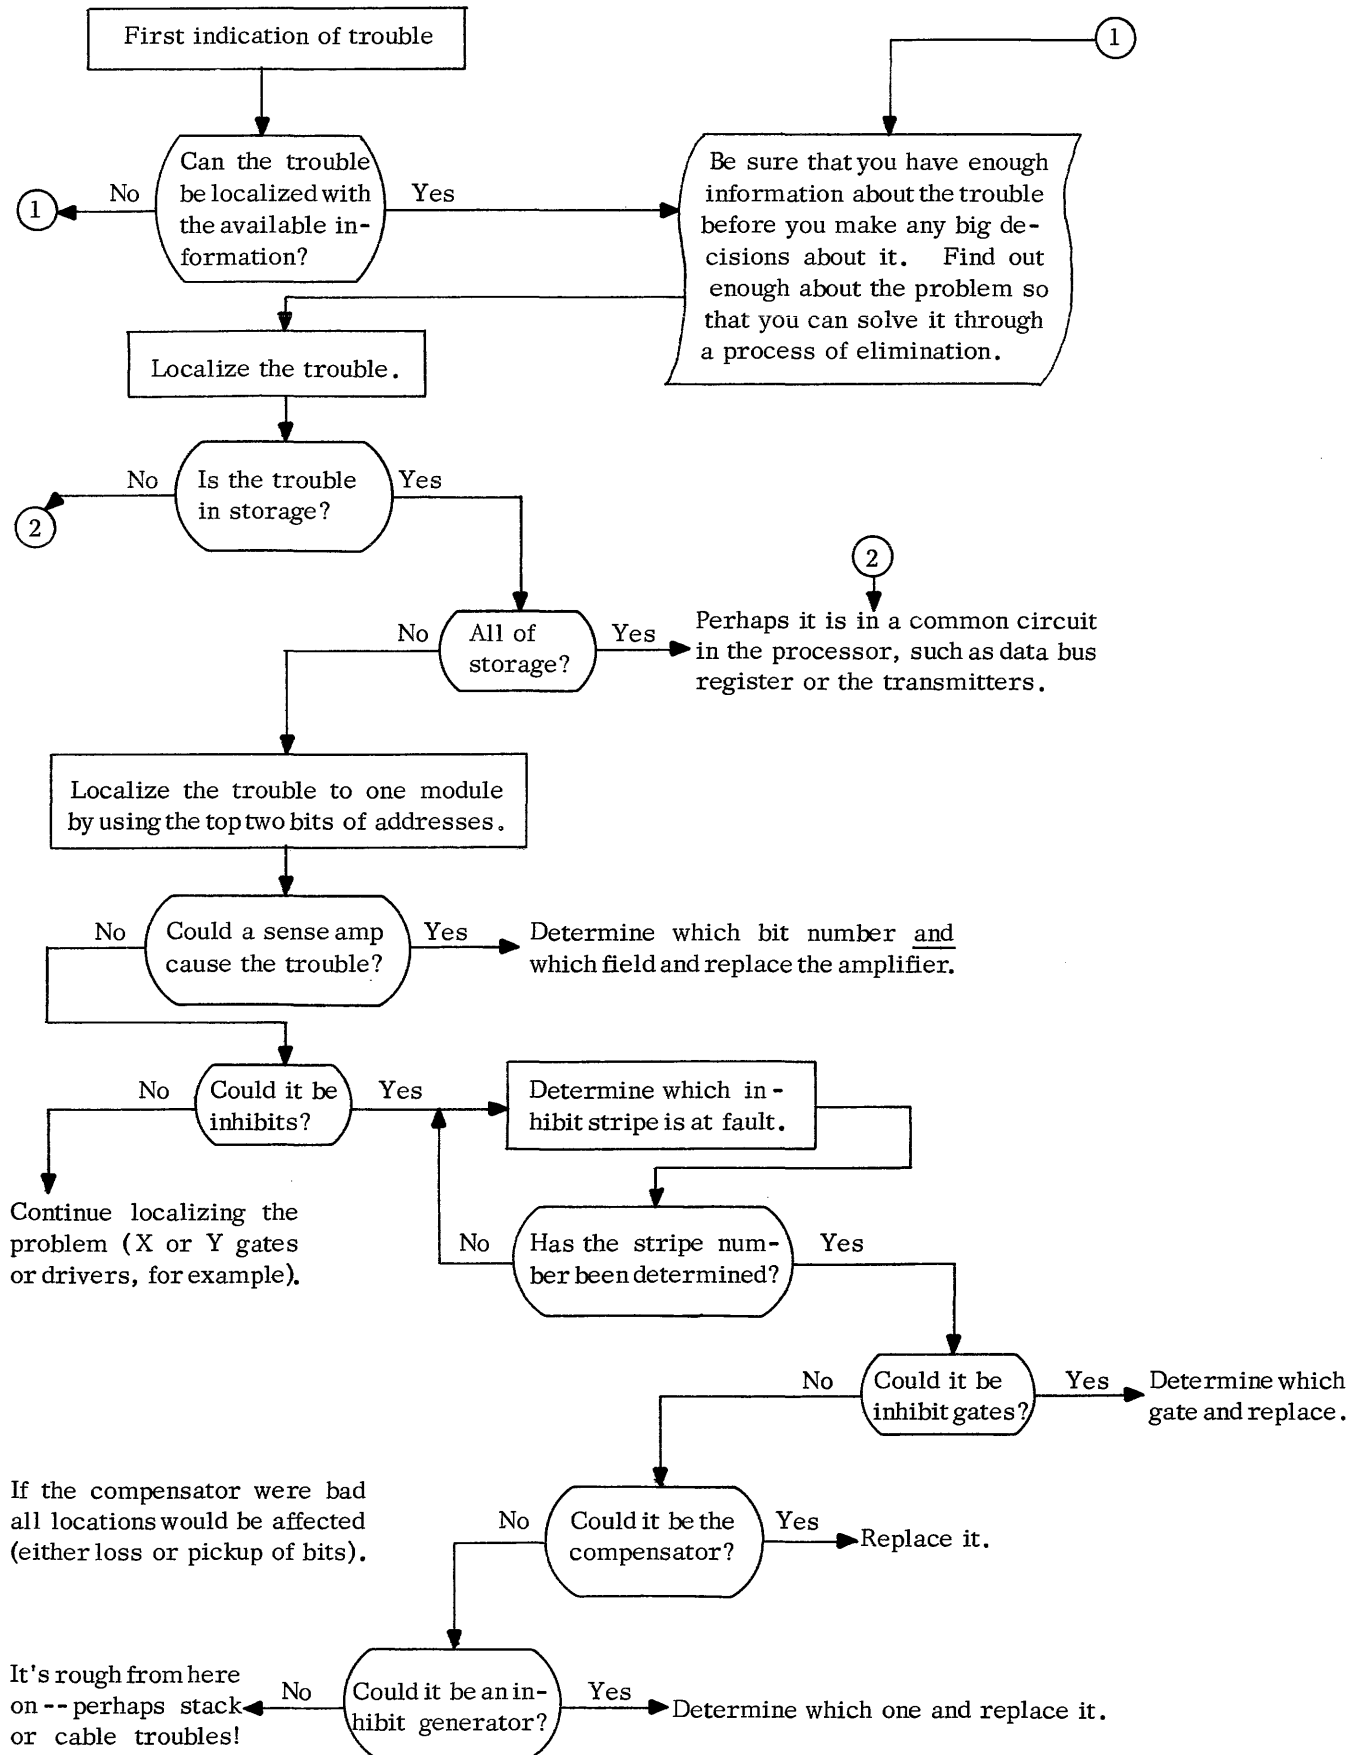 First indication of trouble
1
Can the trouble
be localized with
the available in-
formation?
No
1
Yes
Be sure that you have enough
information about the trouble
before you make any big de-
cisions about it. Find out
enough about the problem so
that you can solve it through
a process of elimination.
Localize the trouble.
Is the trouble
in storage?
No
2
Yes
All of
storage?
No
Yes
2
Perhaps it is in a common circuit
in the processor, such as data bus
register or the transmitters.
Localize the trouble to one module
by using the top two bits of addresses.
Could a sense amp
cause the trouble?
No
Yes
Determine which bit number and
which field and replace the amplifier.
Could it be
inhibits?
No
Yes
Determine which in-
hibit stripe is at fault.
Continue localizing the
problem (X or Y gates
or drivers, for example).
Has the stripe num-
ber been determined?
No
Yes
Could it be
inhibit gates?
No
Yes
Determine which
gate and replace.
If the compensator were bad
all locations would be affected
(either loss or pickup of bits).
Could it be the
compensator?
No
Yes
Replace it.
Could it be an in-
hibit generator?
No
Yes
It's rough from here
on -- perhaps stack
or cable troubles!
Determine which one and replace it.